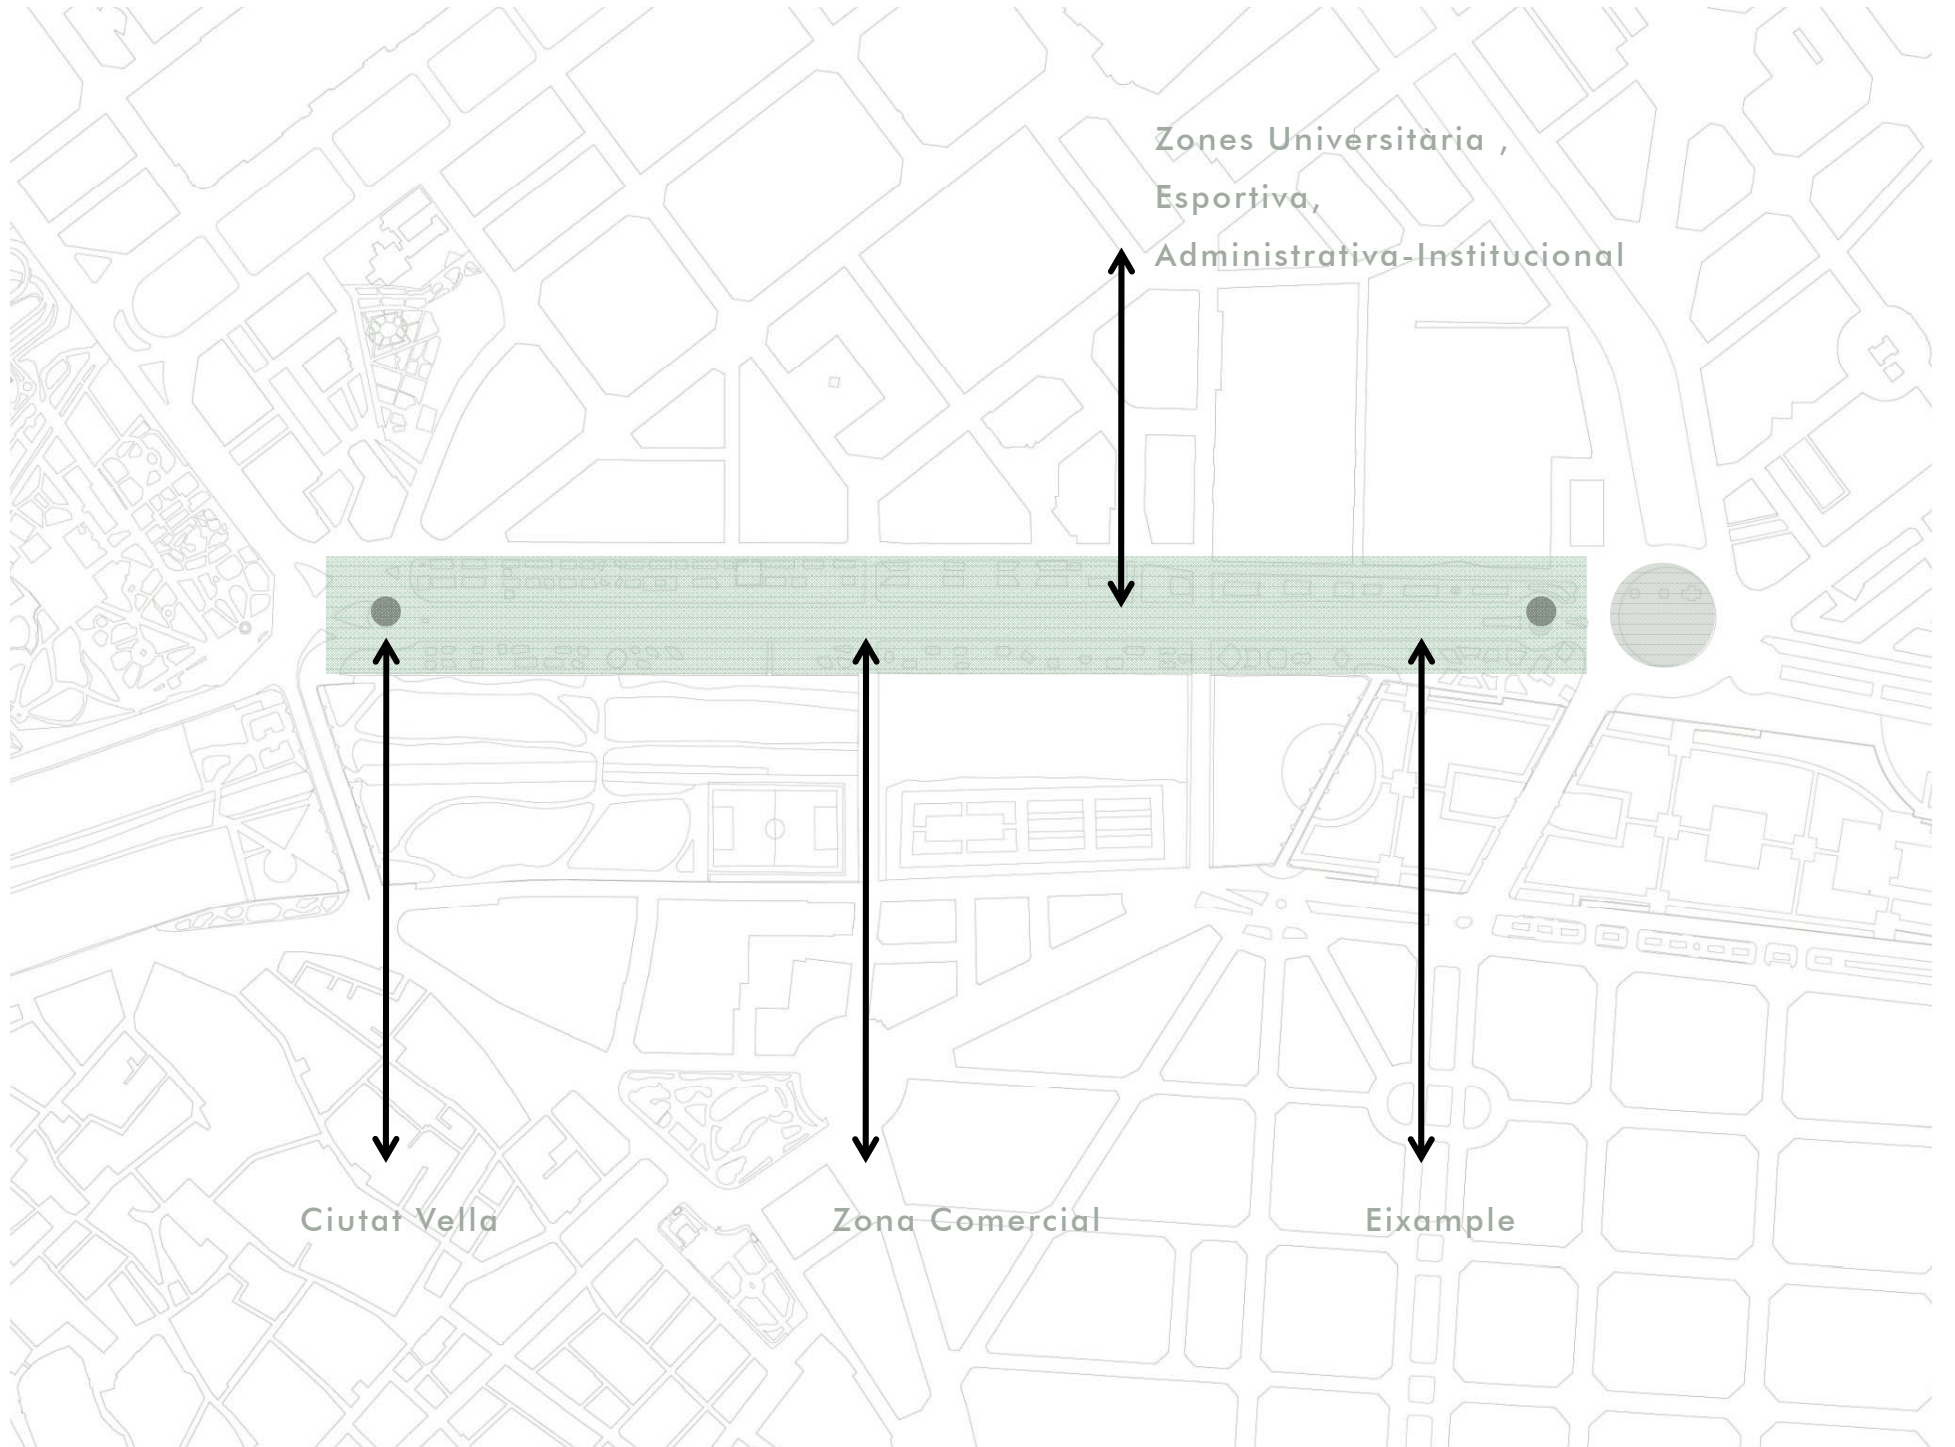 Zones Universitària ,
Esportiva,
Administrativa-Institucional
Ciutat Vella
Zona Comercial
Eixample